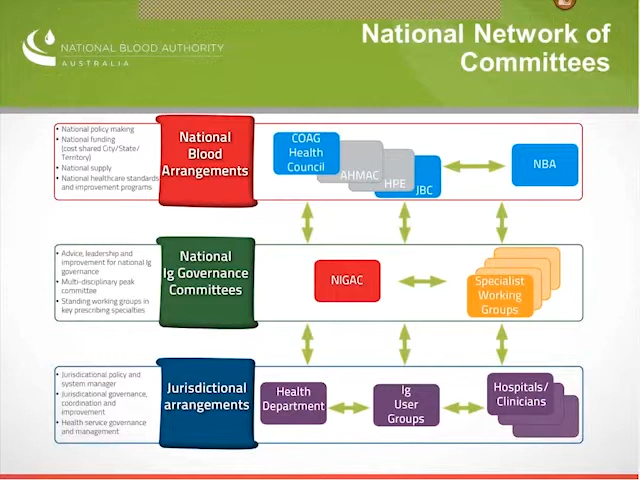 National Network of
Committees
NATIONAL BLOOD AUTHORITY
AUSTRALIA
• National policy making
• National funding
(cost shared City/State/
Territory)
• National supply
• National healthcare standards
and improvement programs
National
Blood
Arrangements
COAG
Health
Council
AHMAC
HPE
JBC
NBA
• Advice, leadership and
improvement for national Ig
governance
• Multi-disciplinary peak
committee
• Standing working groups in
key prescribing specialties
National
Ig Governance
Committees
NIGAC
Specialist
Working
Groups
• Jurisdicational policy and
system manager
• Jurisdicational governance,
coordination and
improvement
• Health service governance
and management
Jurisdictional
arrangements
Health
Department
Ig
User
Groups
Hospitals/
Clinicians